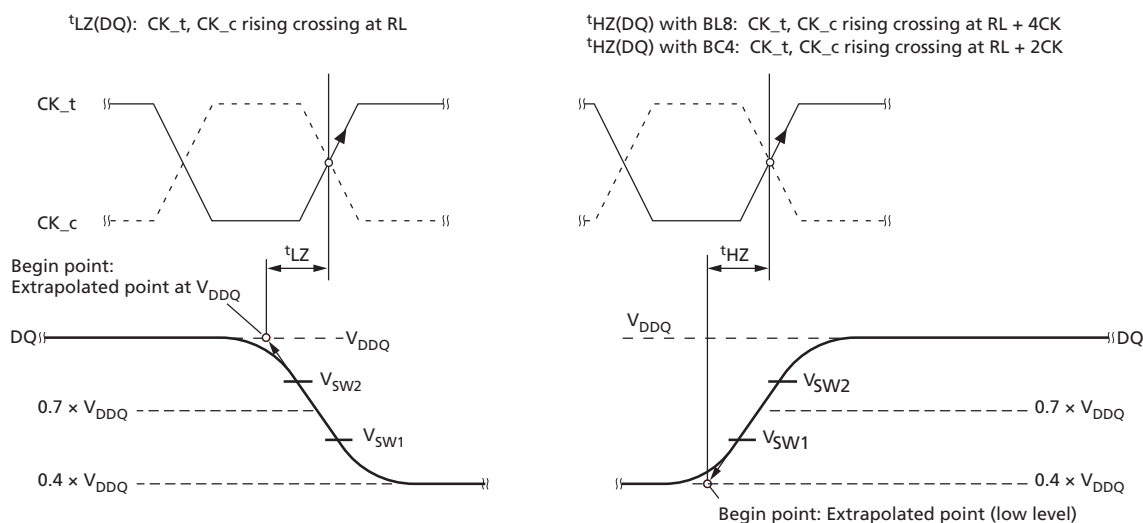 tLZ(DQ): CK_t, CK_c rising crossing at RL
tHZ(DQ) with BL8: CK_t, CK_c rising crossing at RL + 4CK
tHZ(DQ) with BC4: CK_t, CK_c rising crossing at RL + 2CK
CK_t
CK_c
tLZ
tHZ
Begin point:
Extrapolated point at VDDQ
DQ
VDDQ
VSW2
0.7 × VDDQ
VSW1
0.4 × VDDQ
VDDQ
DQ
VSW2
0.7 × VDDQ
VSW1
0.4 × VDDQ
Begin point: Extrapolated point (low level)